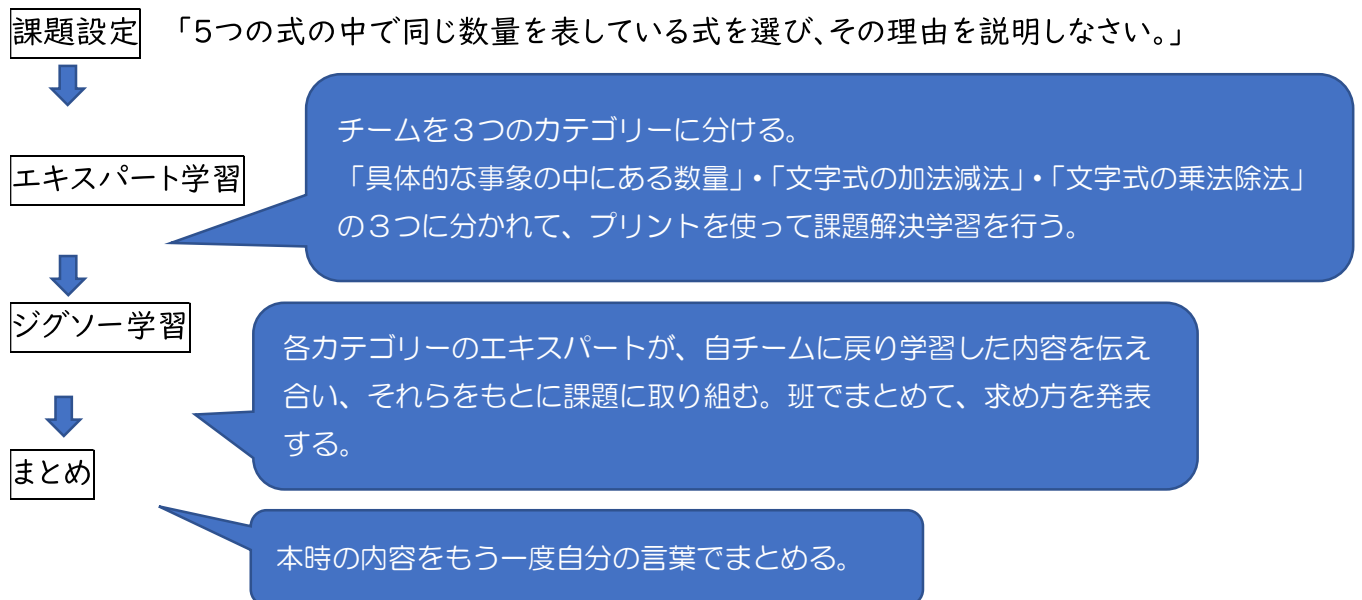 課題設定 「5つの式の中で同じ数量を表している式を選び、その理由を説明しなさい。」
チームを３つのカテゴリーに分ける。
「具体的な事象の中にある数量」・「文字式の加法減法」・「文字式の乗法除法」
の３つに分かれて、プリントを使って課題解決学習を行う。
エキスパート学習
ジグソー学習
各カテゴリーのエキスパートが、自チームに戻り学習した内容を伝え
合い、それらをもとに課題に取り組む。班でまとめて、求め方を発表
する。
まとめ
本時の内容をもう一度自分の言葉でまとめる。